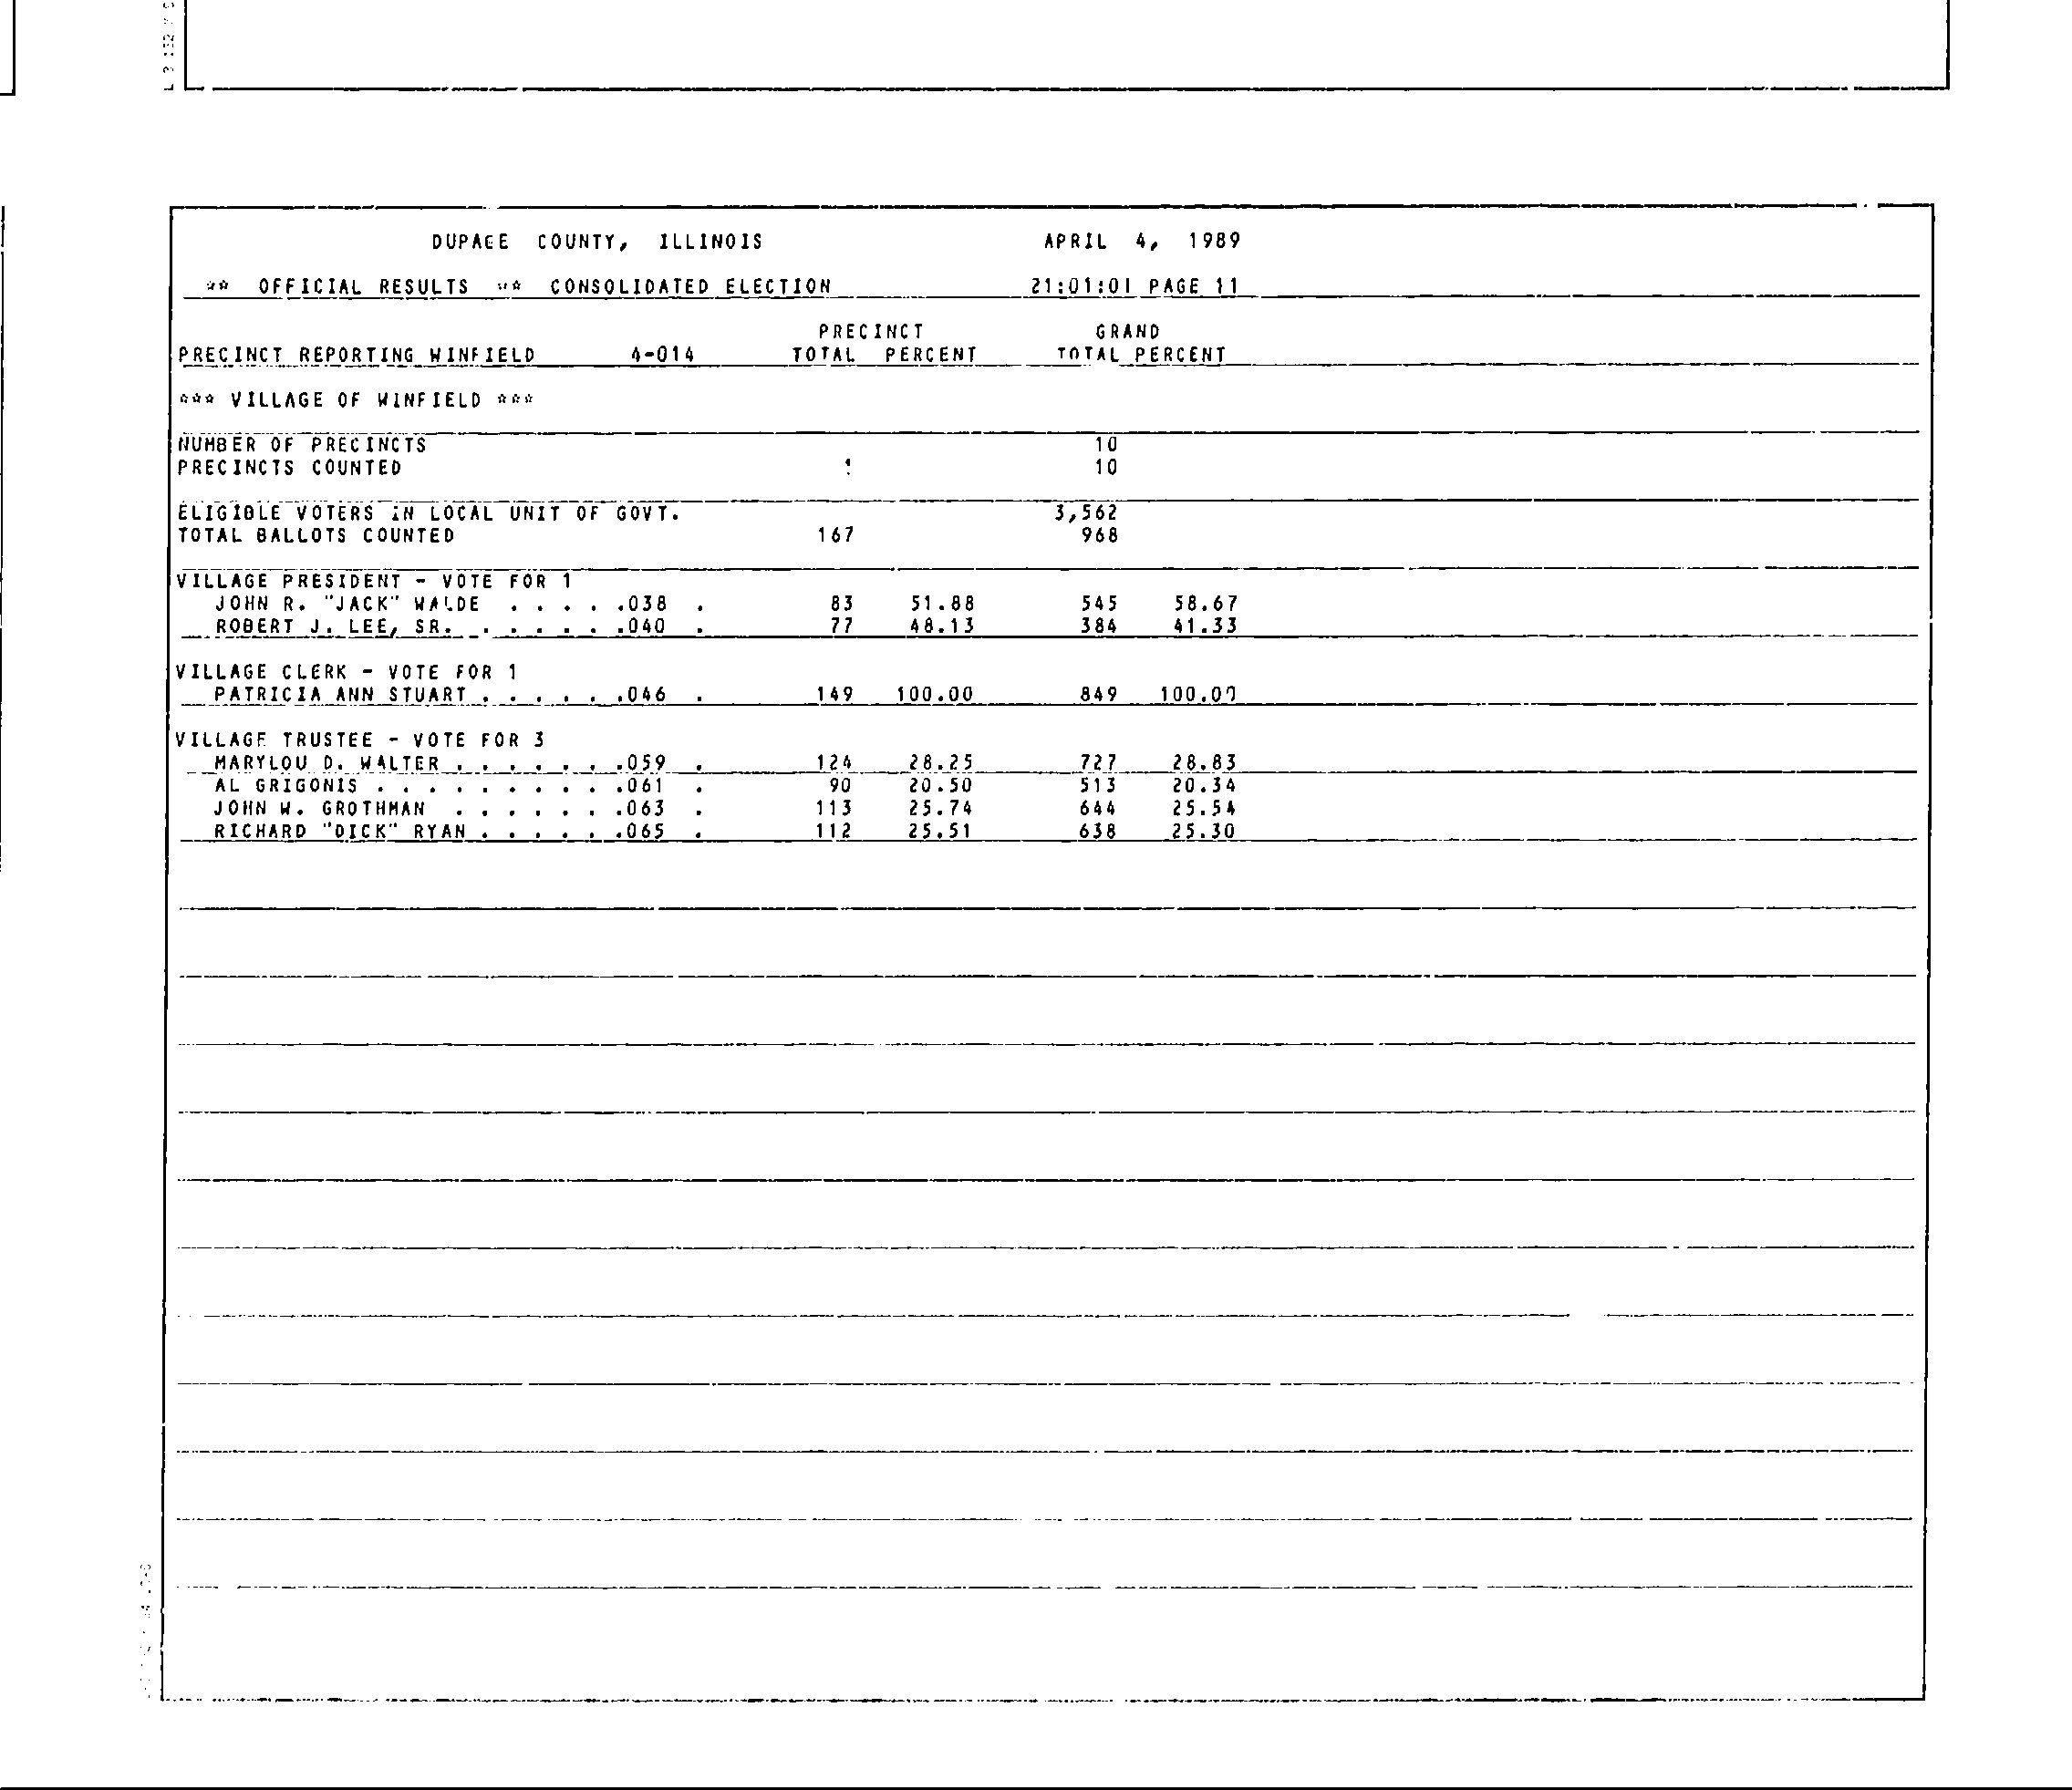 DUPAGE COUNTY, ILLINOIS APRIL 4, 1989
** OFFICIAL RESULTS ** CONSOLIDATED ELECTION 21:01:01 PAGE 11
PRECINCT GRAND
PRECINCT REPORTING WINFIELD 4-014 TOTAL PERCENT TOTAL PERCENT
*** VILLAGE OF WINFIELD ***
NUMBER OF PRECINCTS 10
PRECINCTS COUNTED 1 10
ELIGIBLE VOTERS IN LOCAL UNIT OF GOVT. 3,562
TOTAL BALLOTS COUNTED 167 968
VILLAGE PRESIDENT - VOTE FOR 1
JOHN R. "JACK" WALDE . . . . .038 . 83 51.88 545 58.67
ROBERT J. LEE, SR. . . . . . .040 . 77 48.13 384 41.33
VILLAGE CLERK - VOTE FOR 1
PATRICIA ANN STUART . . . . . .046 . 149 100.00 849 100.00
VILLAGE TRUSTEE - VOTE FOR 3
MARYLOU D. WALTER . . . . . . .059 . 124 28.25 727 28.83
AL GRIGONIS . . . . . . . . . .061 . 90 20.50 513 20.34
JOHN W. GROTHMAN . . . . . . .063 . 113 25.74 644 25.54
RICHARD "DICK" RYAN . . . . . .065 . 112 25.51 638 25.30